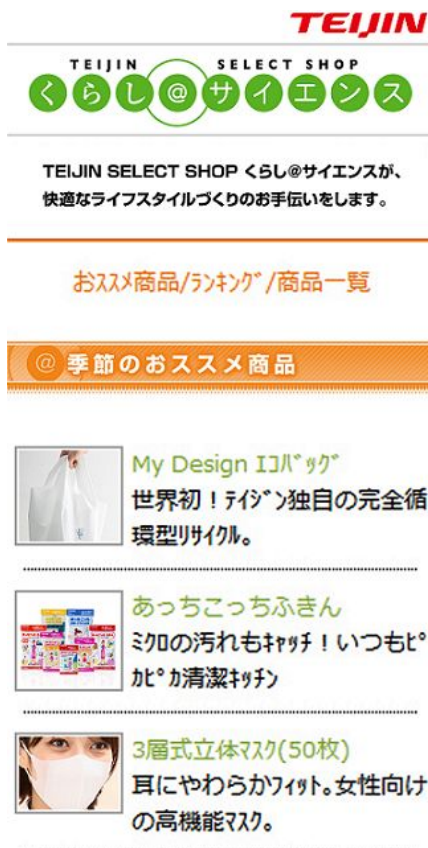 TEIJIN
TEIJIN SELECT SHOP
くらし@サイエンス
TEIJIN SELECT SHOP くらし@サイエンスが、
快適なライフスタイルづくりのお手伝いをします。
おススメ商品/ランキング/商品一覧
@ 季節のおススメ商品
My Design エコバッグ
世界初！テイジン独自の完全循
環型リサイクル。
あっちこっちふきん
ミクロの汚れもキャッチ！いつもピ
カピカ清潔キッチン
3層式立体マスク(50枚)
耳にやわらかフィット。女性向け
の高機能マスク。